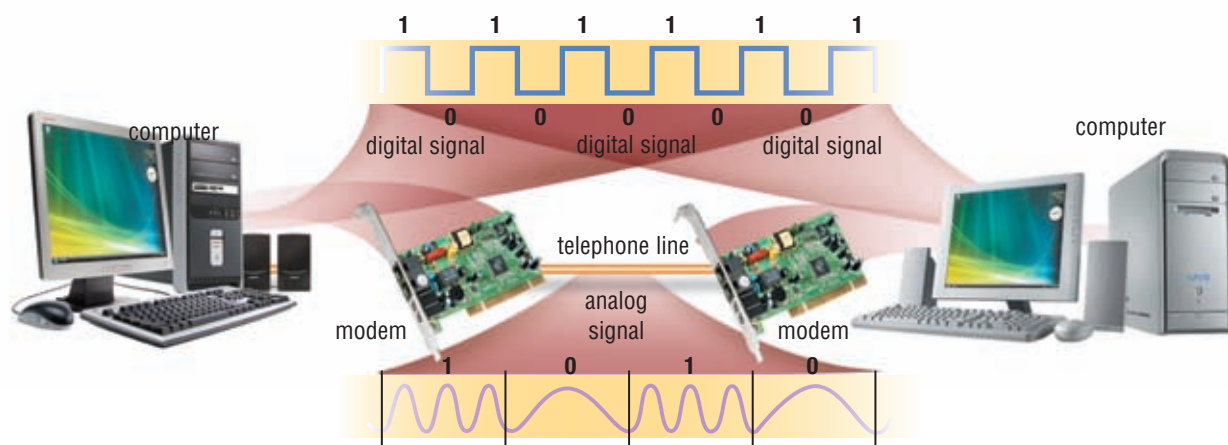 1 1 1 1 1 1
0 0 0 0 0
computer
digital signal digital signal digital signal
computer
telephone line
analog
signal
modem
modem
1 0 1 0